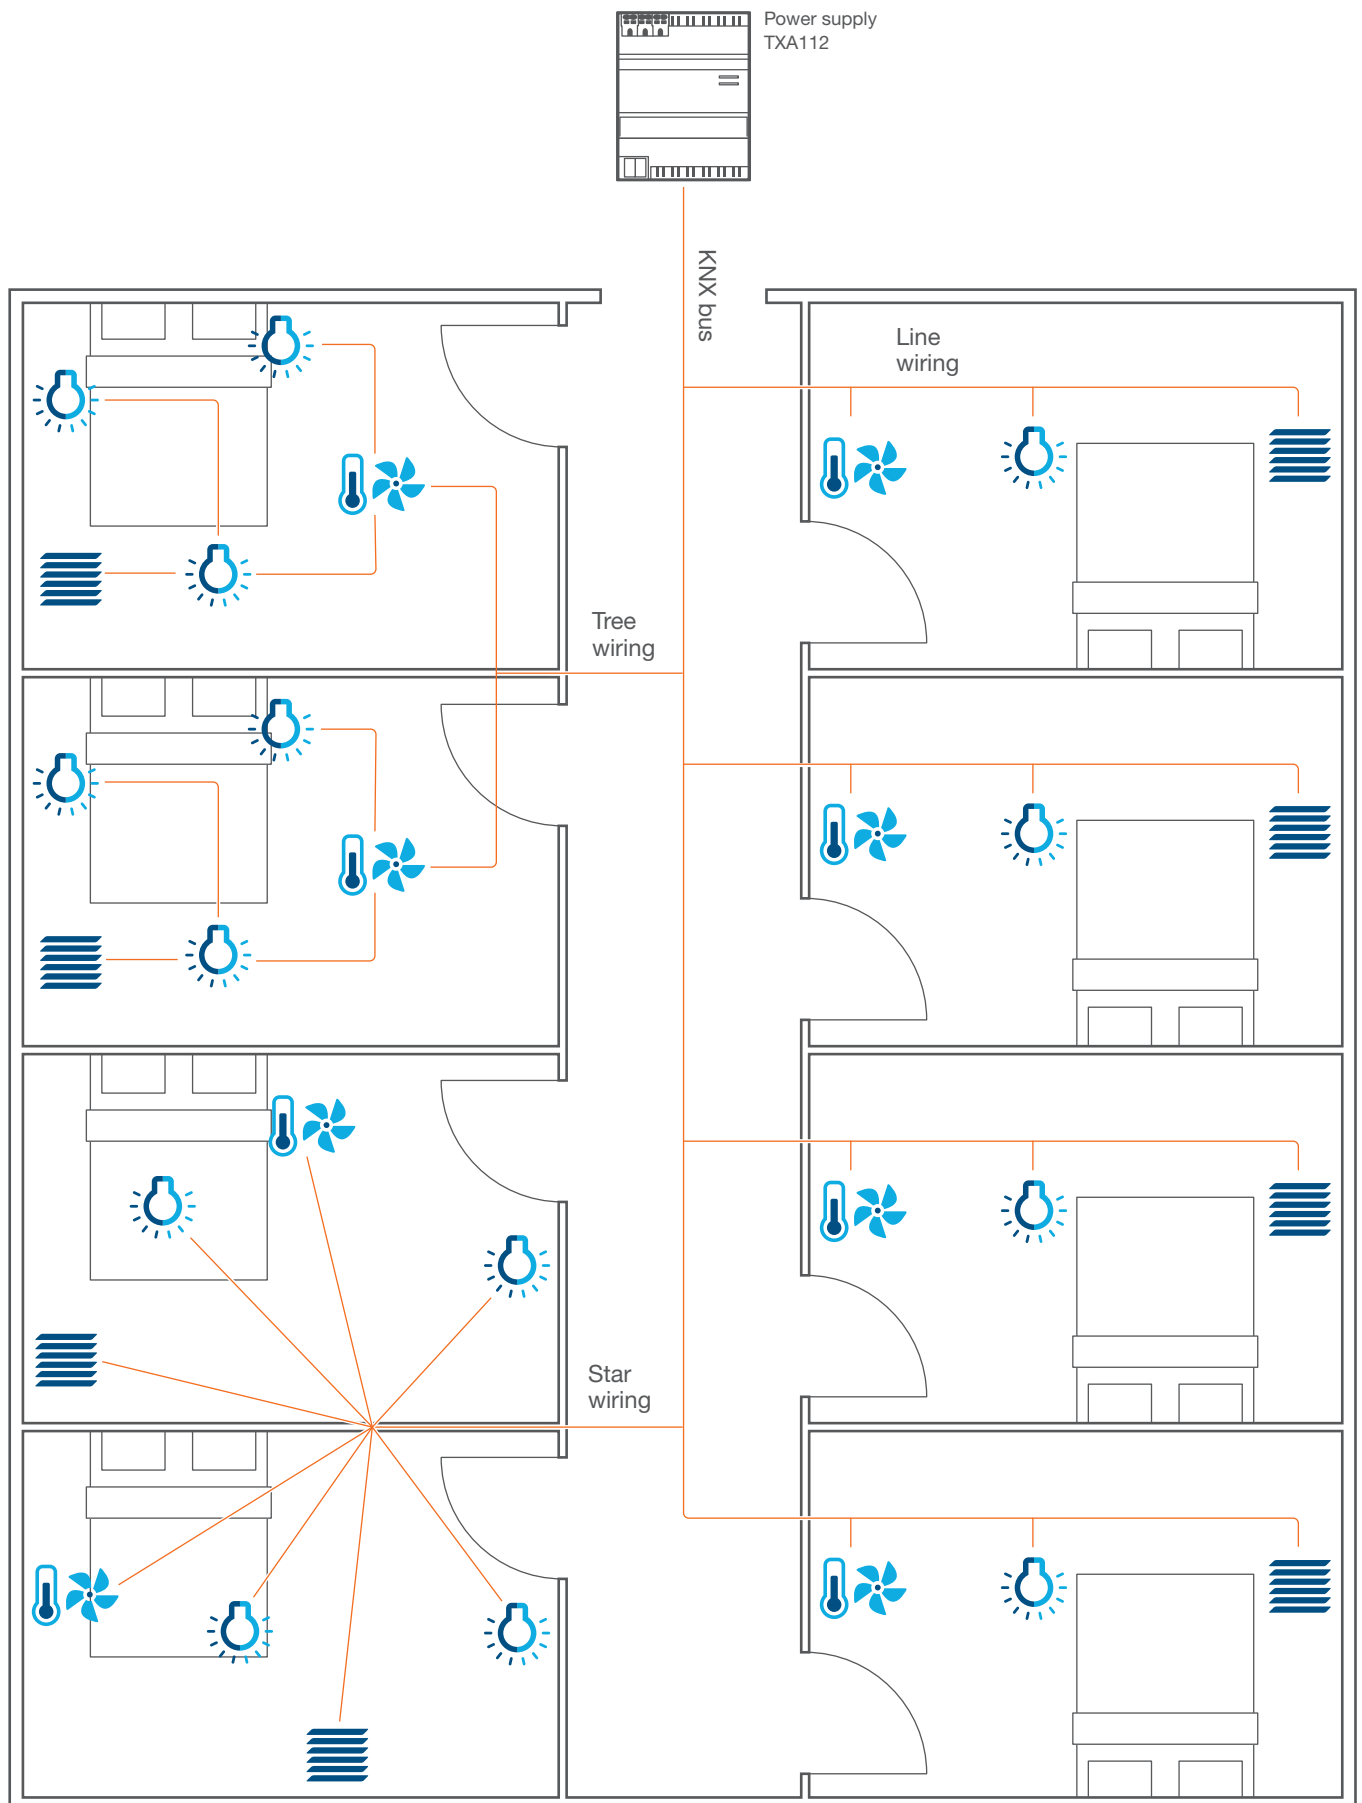 Power supply
TXA112
KNX bus
Line
wiring
Tree
wiring
Star
wiring